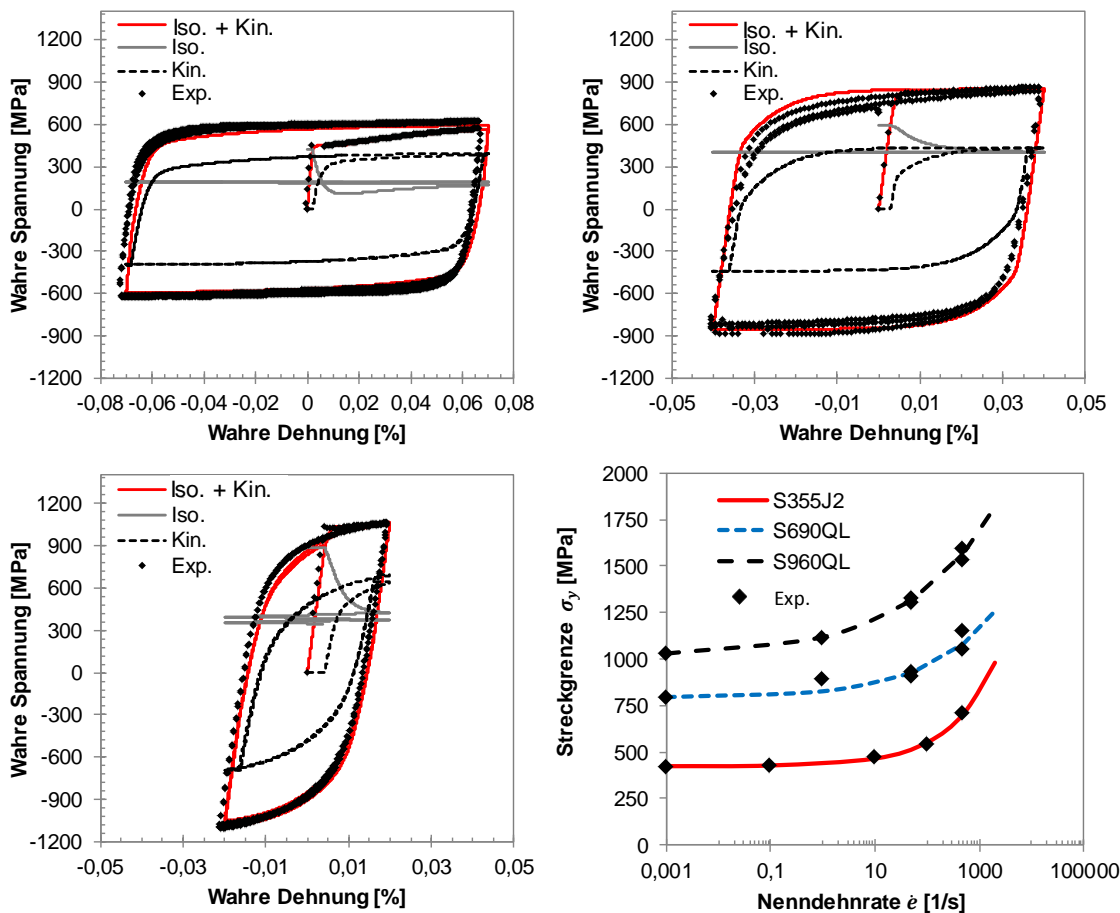 Iso. + Kin.
Iso.
Kin.
Exp.
Wahre Spannung [MPa]
1200
900
600
300
0
-300
-600
-900
-1200
-0,08 -0,06 -0,04 -0,02 0 0,02 0,04 0,06 0,08
Wahre Dehnung [%]
Iso. + Kin.
Iso.
Kin.
Exp.
Wahre Spannung [MPa]
1200
900
600
300
0
-300
-600
-900
-1200
-0,05 -0,03 -0,01 0,01 0,03 0,05
Wahre Dehnung [%]
Iso. + Kin.
Iso.
Kin.
Exp.
Wahre Spannung [MPa]
1200
900
600
300
0
-300
-600
-900
-1200
-0,05 -0,03 -0,01 0,01 0,03 0,05
Wahre Dehnung [%]
S355J2
S690QL
S960QL
Exp.
Streckgrenze σy [MPa]
2000
1750
1500
1250
1000
750
500
250
0
0,001 0,1 10 1000 100000
Nenndehnrate ė [1/s]